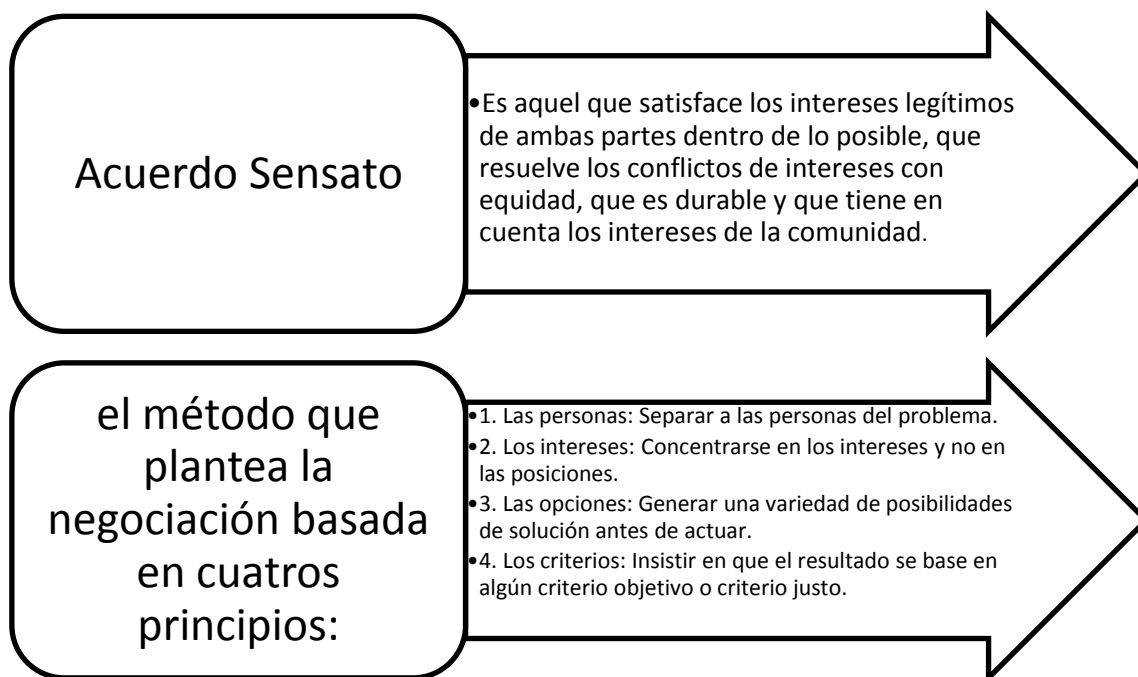 Acuerdo Sensato
•Es aquel que satisface los intereses legítimos
de ambas partes dentro de lo posible, que
resuelve los conflictos de intereses con
equidad, que es durable y que tiene en
cuenta los intereses de la comunidad.
el método que
plantea la
negociación basada
en cuatros
principios:
•1. Las personas: Separar a las personas del problema.
•2. Los intereses: Concentrarse en los intereses y no en
las posiciones.
•3. Las opciones: Generar una variedad de posibilidades
de solución antes de actuar.
•4. Los criterios: Insistir en que el resultado se base en
algún criterio objetivo o criterio justo.